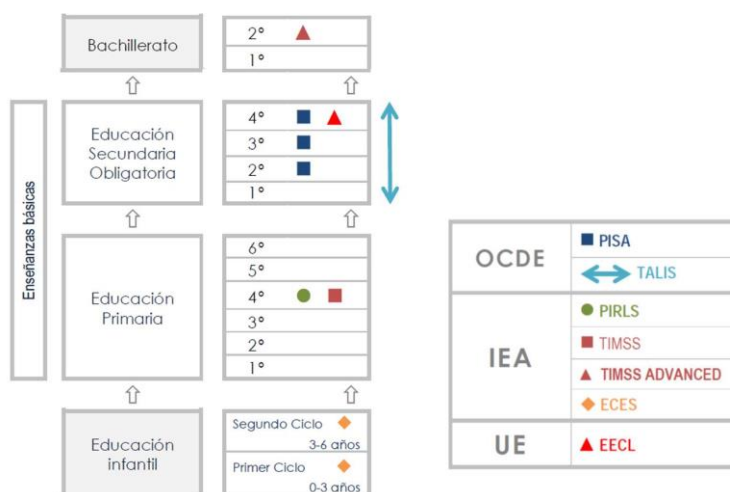 Bachillerato
2º
1º
Enseñanzas básicas
Educación
Secundaria
Obligatoria
4º
3º
2º
1º
Educación
Primaria
6º
5º
4º
3º
2º
1º
Educación
infantil
Segundo Ciclo
3-6 años
Primer Ciclo
0-3 años
OCDE
PISA
TALIS
IEA
PIRLS
TIMSS
TIMSS ADVANCED
ECES
UE
EECL